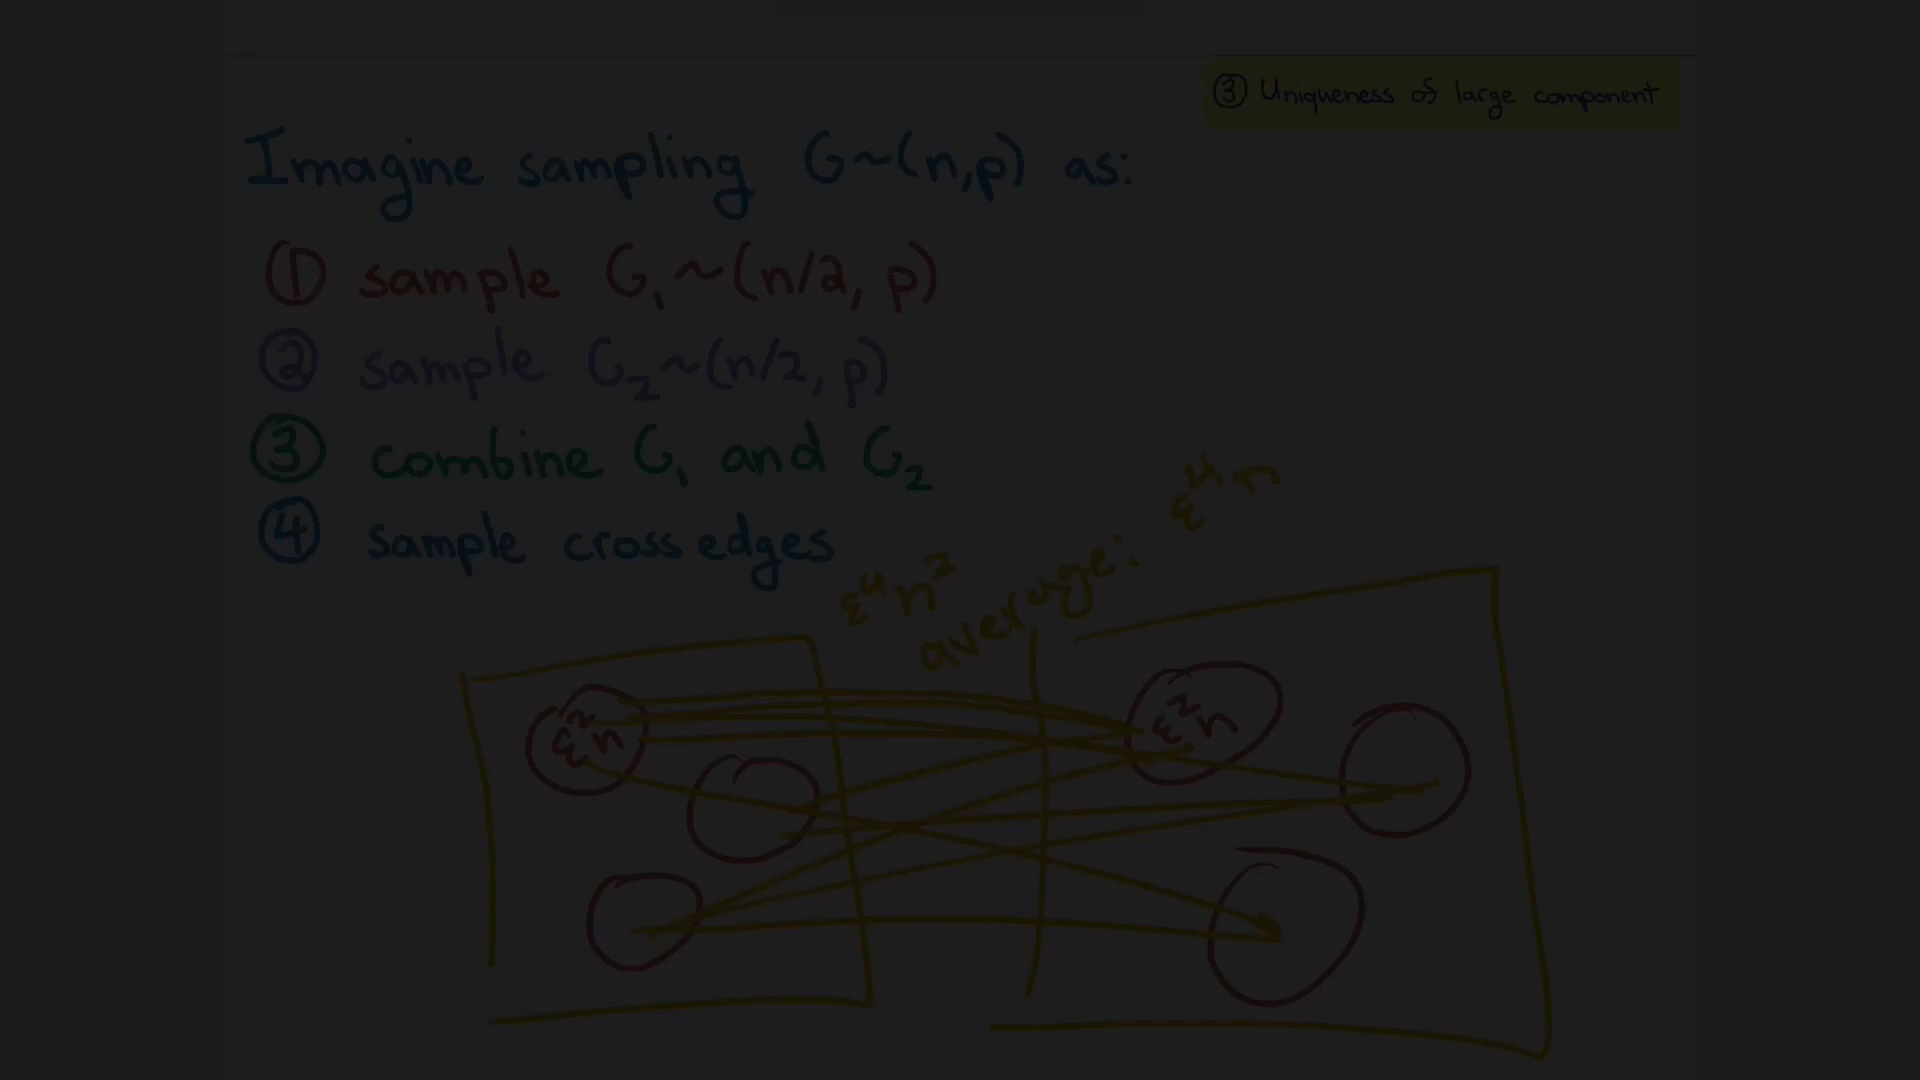 ③ Uniqueness of large component
Imagine sampling G~(n,p) as:
① sample G₁~(n/2, p)
② sample G₂~(n/2, p)
③ combine G₁ and G₂
④ sample cross edges
ε⁴n²
average: ε⁴n
ε²n
ε²n